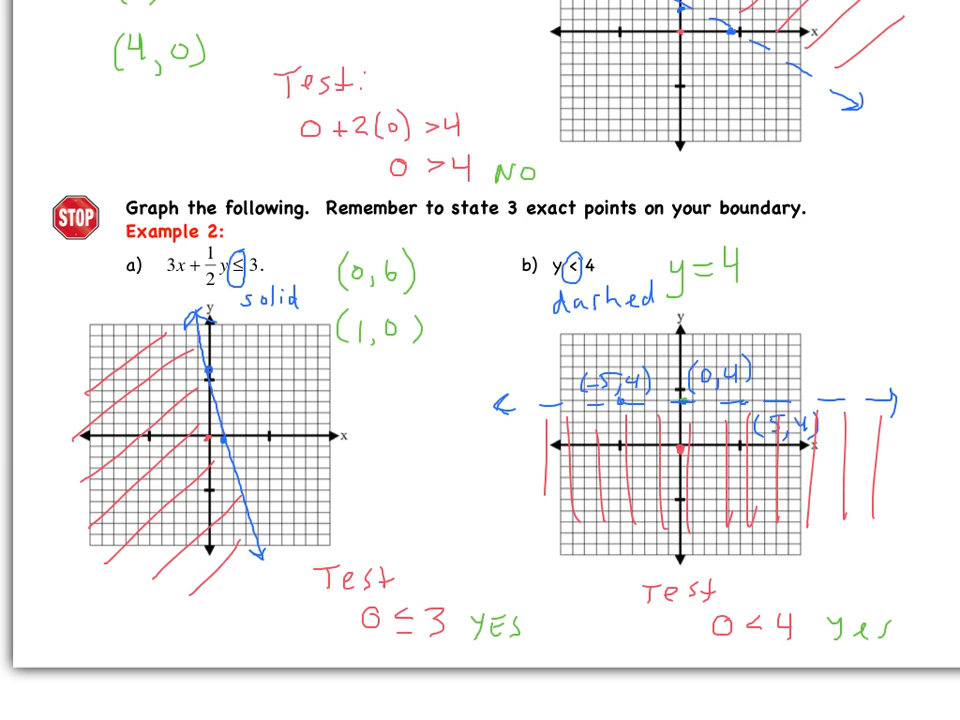 (4, 0)
x
Test:
0 + 2(0) > 4
0 > 4 NO
STOP
Graph the following. Remember to state 3 exact points on your boundary.
Example 2:
a) 3x + 1/2 y ≤ 3.
solid
(0, 6)
(1, 0)
y
x
Test
0 ≤ 3 YES
b) y < 4
y = 4
dashed
y
(-5, 4) (0, 4)
(5, 4)
x
Test
0 < 4 Yes